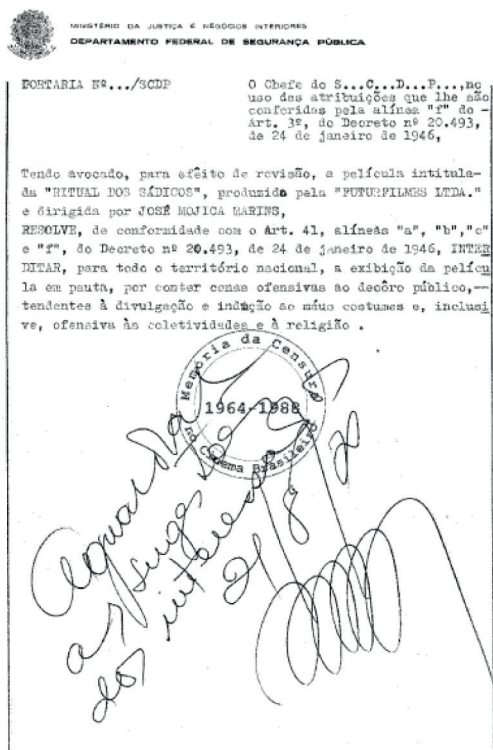 MINISTÉRIO DA JUSTIÇA E NEGÓCIOS INTERIORES
DEPARTAMENTO FEDERAL DE SEGURANÇA PÚBLICA
PORTARIA Nº.../SCDP
O Chefe do S...C...D...P...,no
uso das atribuições que lhe são
conferidas pela alínea "f" do -
Art. 3º, do Decreto nº 20.493,
de 24 de janeiro de 1946,
Tendo avocado, para efeito de revisão, a película intitula-
da "RITUAL DOS SÁDICOS", produzida pela "FUTURFILMES LTDA."
e dirigida por JOSÉ MOJICA MARINS,
RESOLVE, de conformidade com o Art. 41, alíneas "a", "b","c"
e "f", do Decreto nº 20.493, de 24 de janeiro de 1946, INTER
DITAR, para todo o território nacional, a exibição da pelícu
la em pauta, por conter cenas ofensivas ao decôro público,--
tendentes à divulgação e indução ao máus costumes e, inclusi
ve, ofensiva às coletividades e à religião .
Memória da Censura
1964-1988
no Cinema Brasileiro
Aguarda
dos
21/8/70